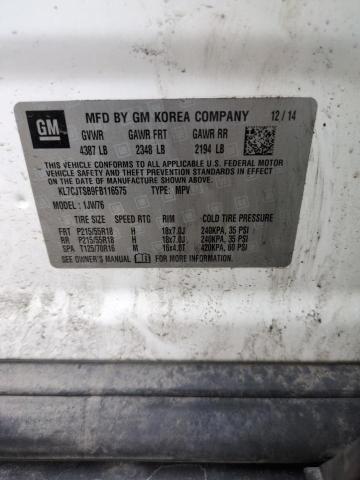 GM
MFD BY GM KOREA COMPANY 12/14
GVWR GAWR FRT GAWR RR
4387 LB 2348 LB 2194 LB
THIS VEHICLE CONFORMS TO ALL APPLICABLE U.S. FEDERAL MOTOR
VEHICLE SAFETY, BUMPER, AND THEFT PREVENTION STANDARDS IN
EFFECT ON THE DATE OF MANUFACTURE SHOWN ABOVE.
KL7CJTSB9FB116575 TYPE: MPV
MODEL: 1JW76
TIRE SIZE SPEED RTG RIM COLD TIRE PRESSURE
FRT P215/55R18 H 18x7.0J 240KPA, 35 PSI
RR P215/55R18 H 18x7.0J 240KPA, 35 PSI
SPA T125/70R16 M 16x4.0T 420KPA, 60 PSI
SEE OWNER'S MANUAL FOR MORE INFORMATION